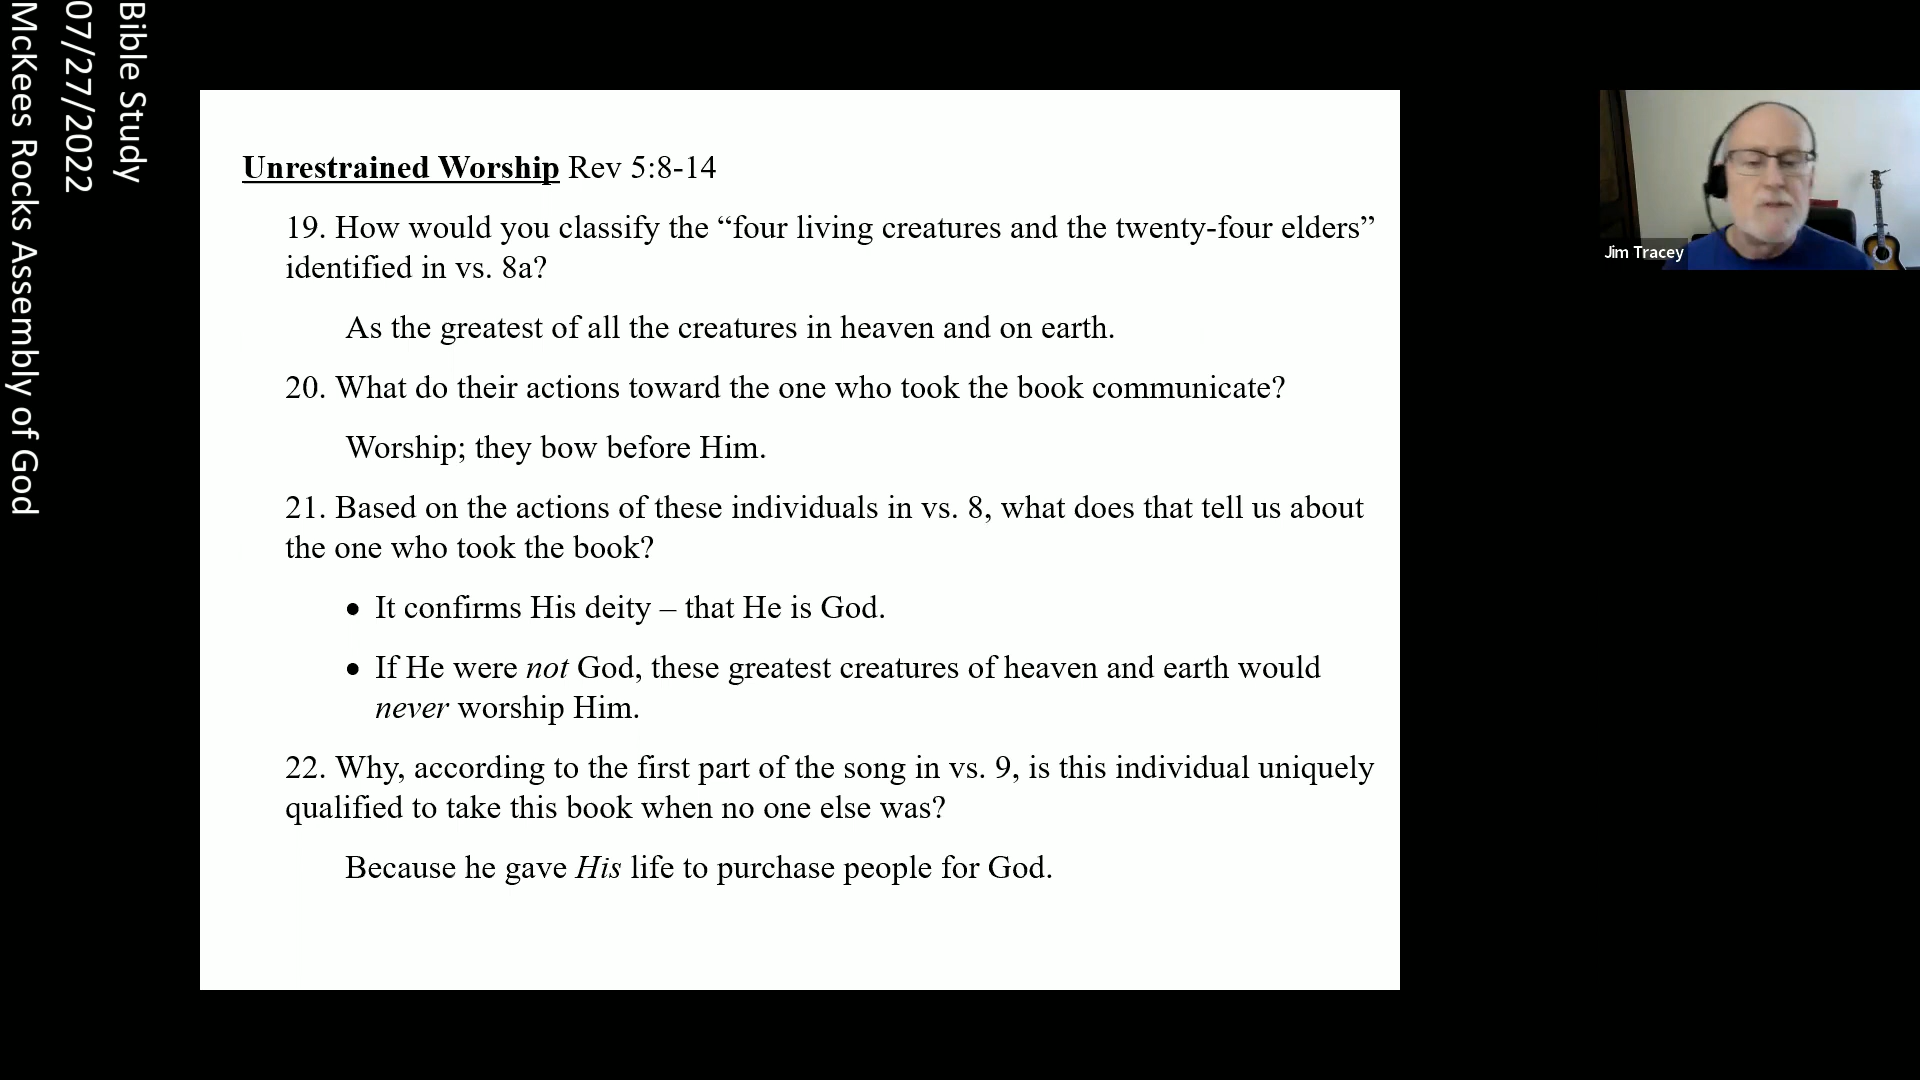 Bible Study
07/27/2022
McKees Rocks Assembly of God
Unrestrained Worship Rev 5:8-14
19. How would you classify the “four living creatures and the twenty-four elders”
identified in vs. 8a?
As the greatest of all the creatures in heaven and on earth.
20. What do their actions toward the one who took the book communicate?
Worship; they bow before Him.
21. Based on the actions of these individuals in vs. 8, what does that tell us about
the one who took the book?
• It confirms His deity – that He is God.
• If He were not God, these greatest creatures of heaven and earth would
never worship Him.
22. Why, according to the first part of the song in vs. 9, is this individual uniquely
qualified to take this book when no one else was?
Because he gave His life to purchase people for God.
Jim Tracey